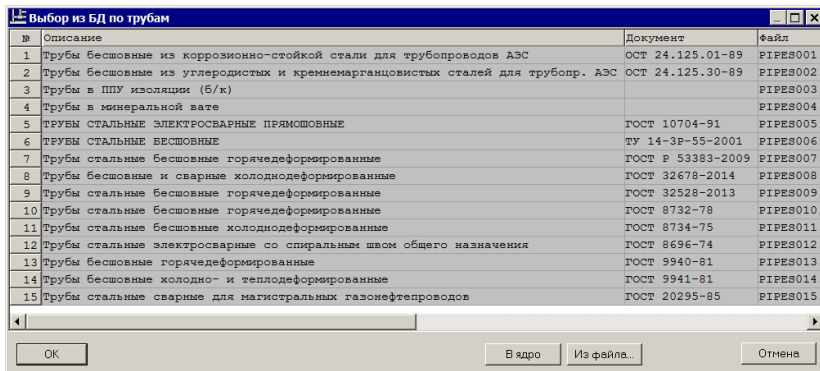 Выбор из БД по трубам
№ Описание Документ Файл
1 Трубы бесшовные из коррозионно-стойкой стали для трубопроводов АЭС ОСТ 24.125.01-89 PIPES001
2 Трубы бесшовные из углеродистых и кремнемарганцовистых сталей для трубопр. АЭС ОСТ 24.125.30-89 PIPES002
3 Трубы в ППУ изоляции (б/к) PIPES003
4 Трубы в минеральной вате PIPES004
5 ТРУБЫ СТАЛЬНЫЕ ЭЛЕКТРОСВАРНЫЕ ПРЯМОШОВНЫЕ ГОСТ 10704-91 PIPES005
6 ТРУБЫ СТАЛЬНЫЕ БЕСШОВНЫЕ ТУ 14-3Р-55-2001 PIPES006
7 Трубы стальные бесшовные горячедеформированные ГОСТ Р 53383-2009 PIPES007
8 Трубы бесшовные и сварные холоднодеформированные ГОСТ 32678-2014 PIPES008
9 Трубы стальные бесшовные горячедеформированные ГОСТ 32528-2013 PIPES009
10 Трубы стальные бесшовные горячедеформированные ГОСТ 8732-78 PIPES010
11 Трубы стальные бесшовные холоднодеформированные ГОСТ 8734-75 PIPES011
12 Трубы стальные электросварные со спиральным швом общего назначения ГОСТ 8696-74 PIPES012
13 Трубы бесшовные горячедеформированные ГОСТ 9940-81 PIPES013
14 Трубы бесшовные холодно- и теплодеформированные ГОСТ 9941-81 PIPES014
15 Трубы стальные сварные для магистральных газонефтепроводов ГОСТ 20295-85 PIPES015
ОК В ядро Из файла... Отмена